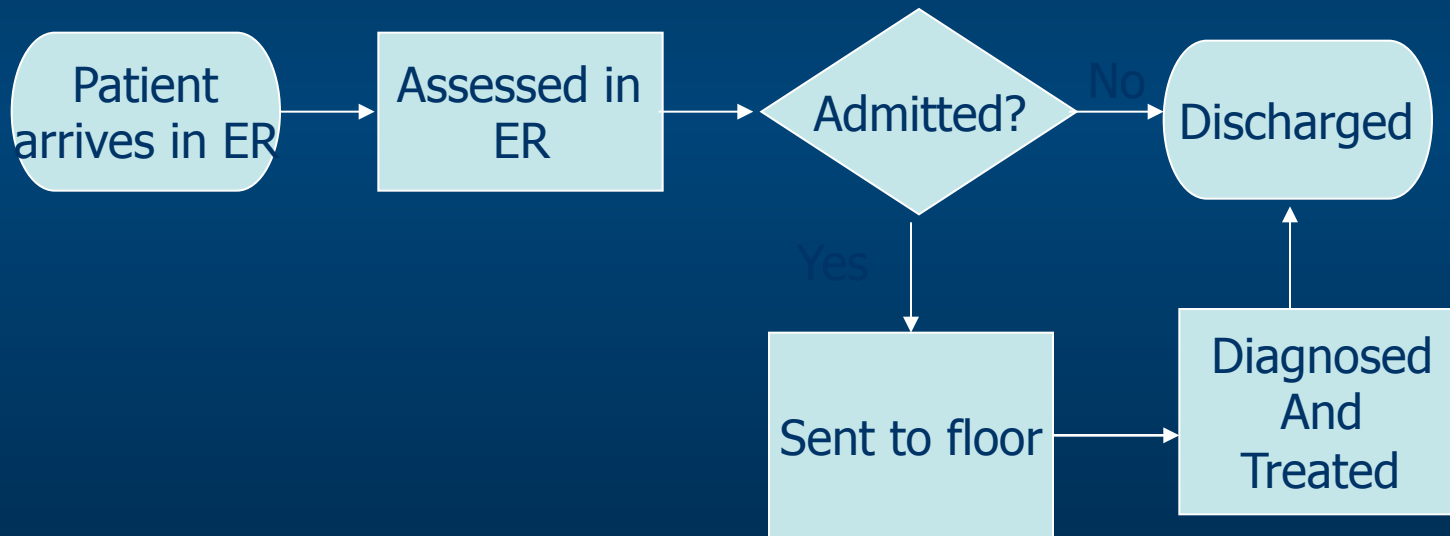 Patient
arrives in ER
Assessed in
ER
Admitted?
No
Discharged
Yes
Sent to floor
Diagnosed
And
Treated